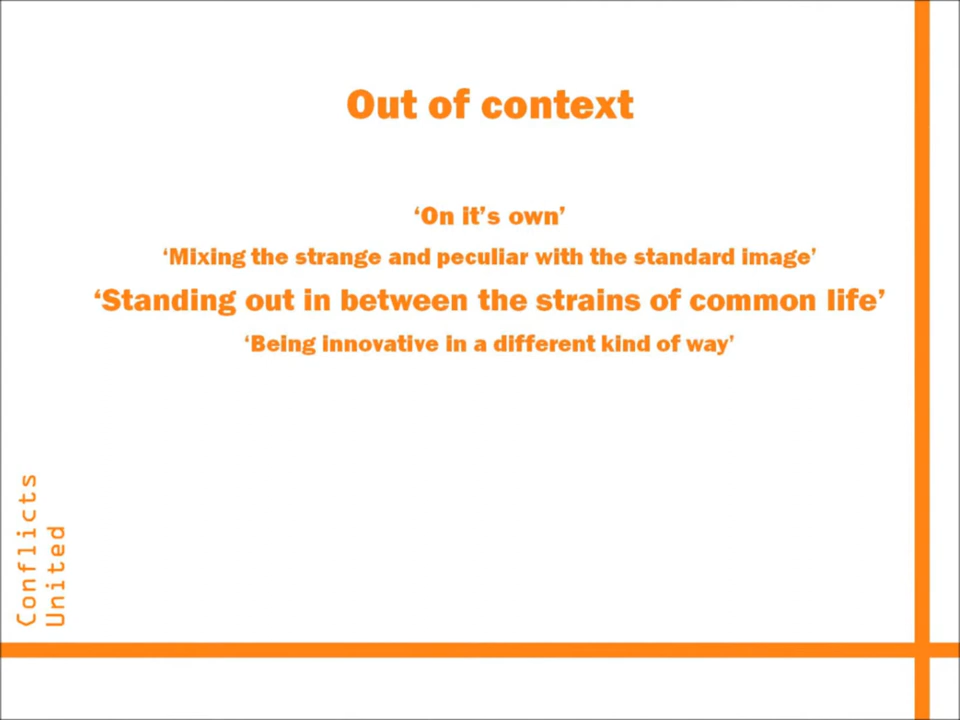 Out of context
‘On it’s own’
‘Mixing the strange and peculiar with the standard image’
‘Standing out in between the strains of common life’
‘Being innovative in a different kind of way’
Conflicts
United